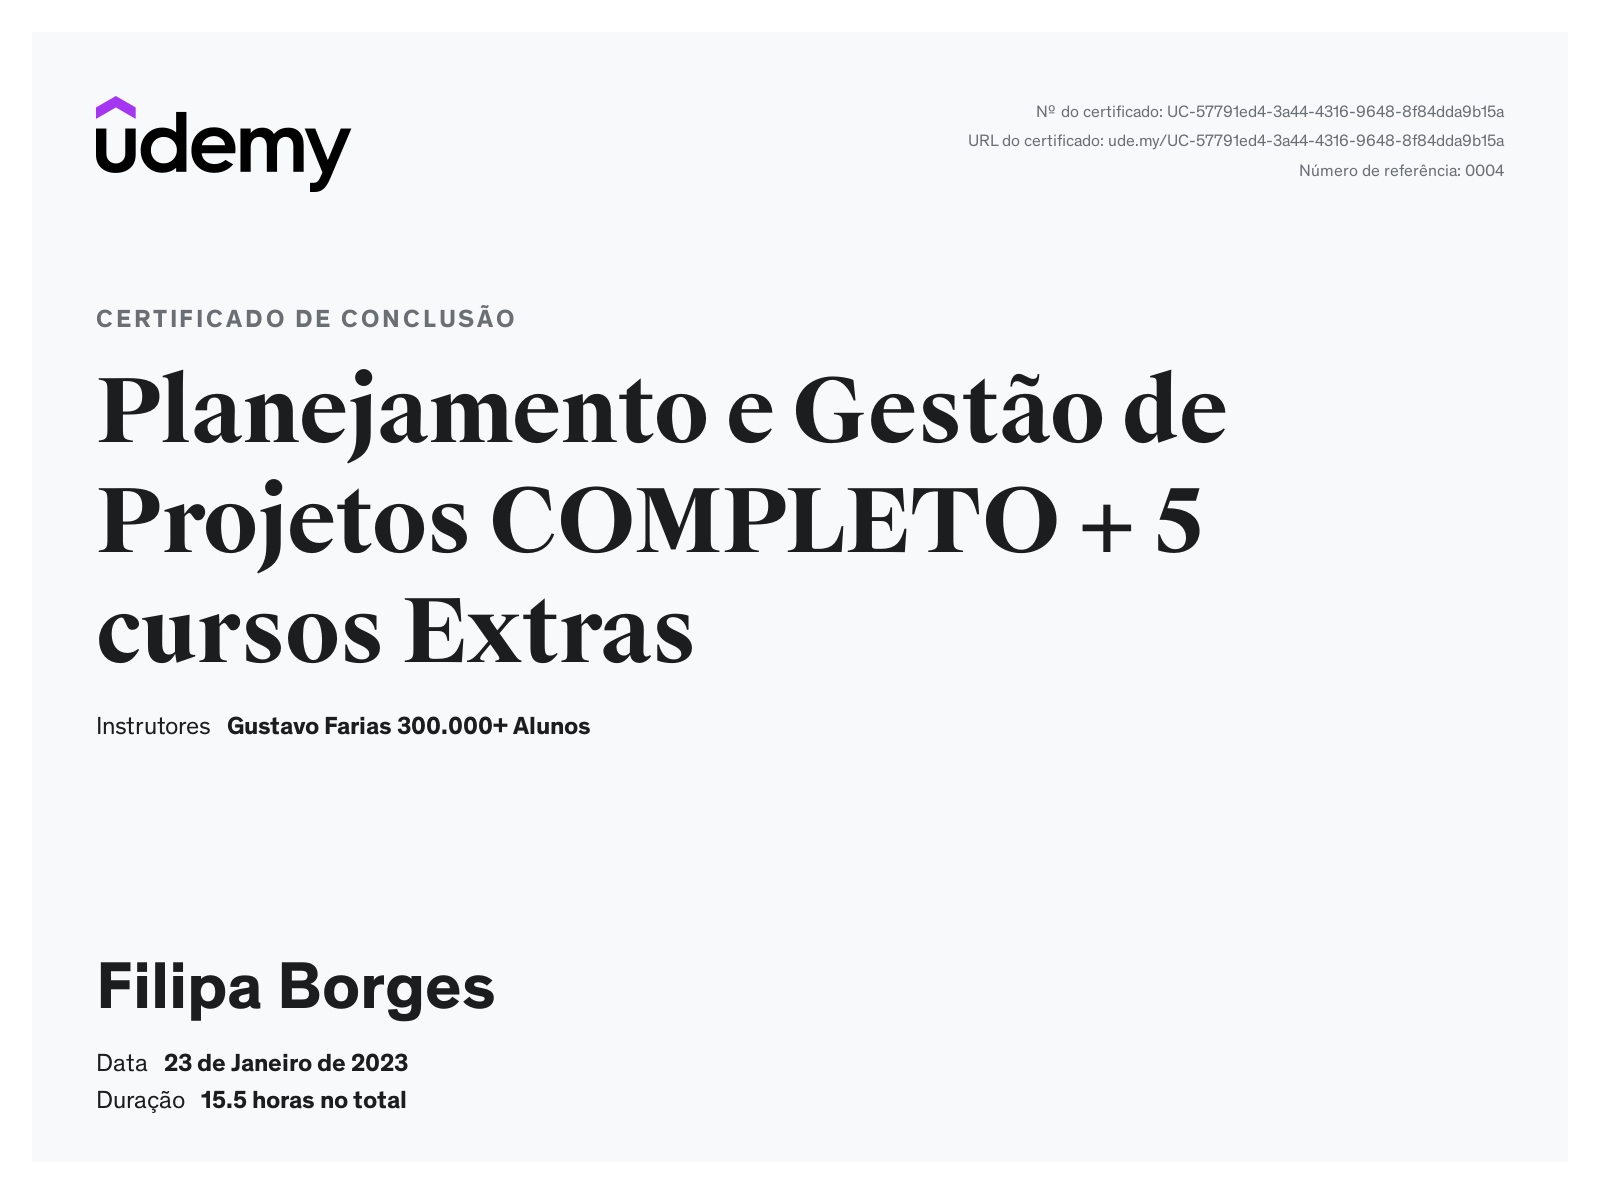 udemy
Nº do certificado: UC-57791ed4-3a44-4316-9648-8f84dda9b15a
URL do certificado: ude.my/UC-57791ed4-3a44-4316-9648-8f84dda9b15a
Número de referência: 0004
CERTIFICADO DE CONCLUSÃO
Planejamento e Gestão de
Projetos COMPLETO + 5
cursos Extras
Instrutores Gustavo Farias 300.000+ Alunos
Filipa Borges
Data 23 de Janeiro de 2023
Duração 15.5 horas no total